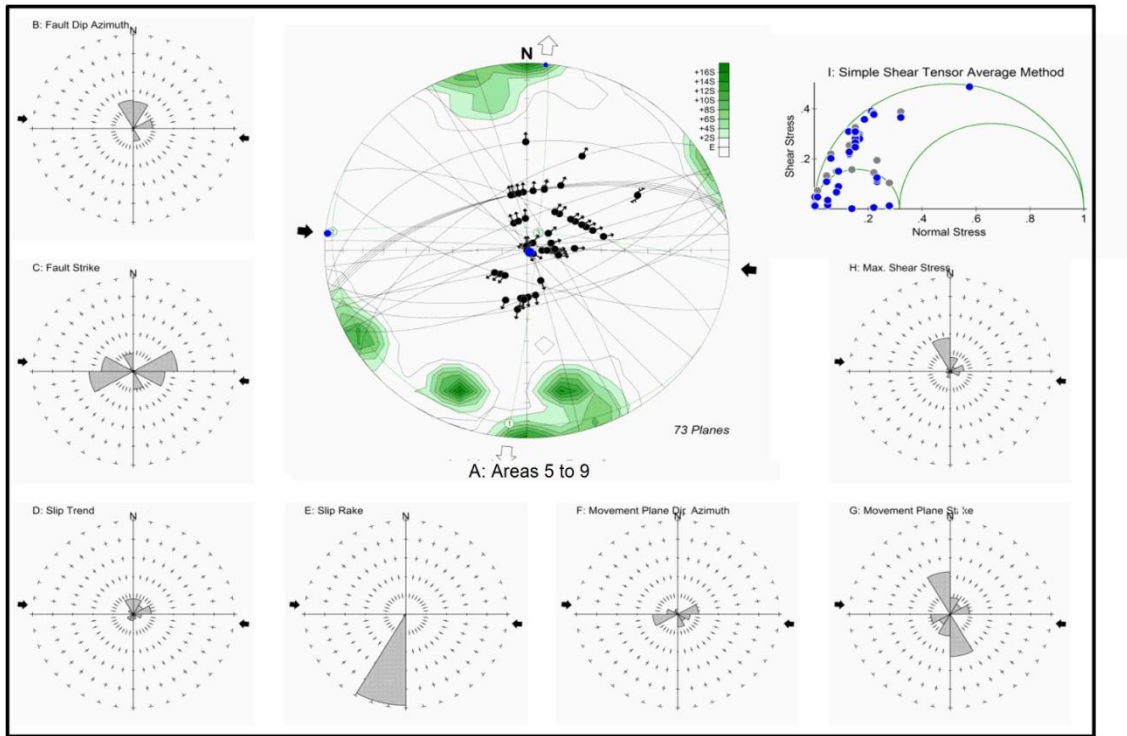 B: Fault Dip Azimuth
N
N
+16S
+14S
+12S
+10S
+8S
+6S
+4S
+2S
E
73 Planes
A: Areas 5 to 9
I: Simple Shear Tensor Average Method
Shear Stress
.4
.2
.2
.4
.6
.8
1
Normal Stress
C: Fault Strike
N
H: Max. Shear Stress
N
D: Slip Trend
N
E: Slip Rake
N
F: Movement Plane Dip Azimuth
N
G: Movement Plane Strike
N